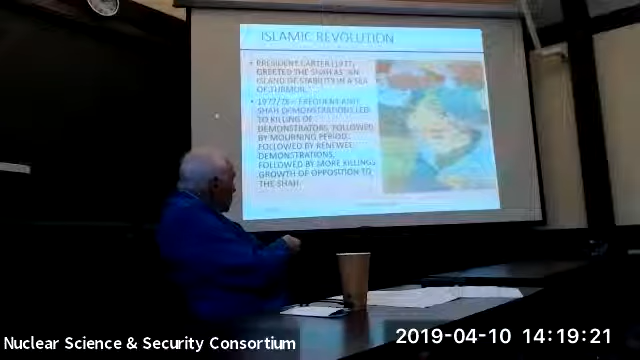 ISLAMIC REVOLUTION
• PRESIDENT CARTER (1977)
GREETED THE SHAH AS "AN
ISLAND OF STABILITY IN A SEA
OF TURMOIL."
• 1977/78 – FREQUENT ANTI-
SHAH DEMONSTRATIONS LED
TO KILLING OF
DEMONSTRATORS, FOLLOWED
BY MOURNING PERIOD,
FOLLOWED BY RENEWED
DEMONSTRATIONS,
FOLLOWED BY MORE KILLINGS,
GROWTH OF OPPOSITION TO
THE SHAH.
Nuclear Science & Security Consortium
2019-04-10 14:19:21